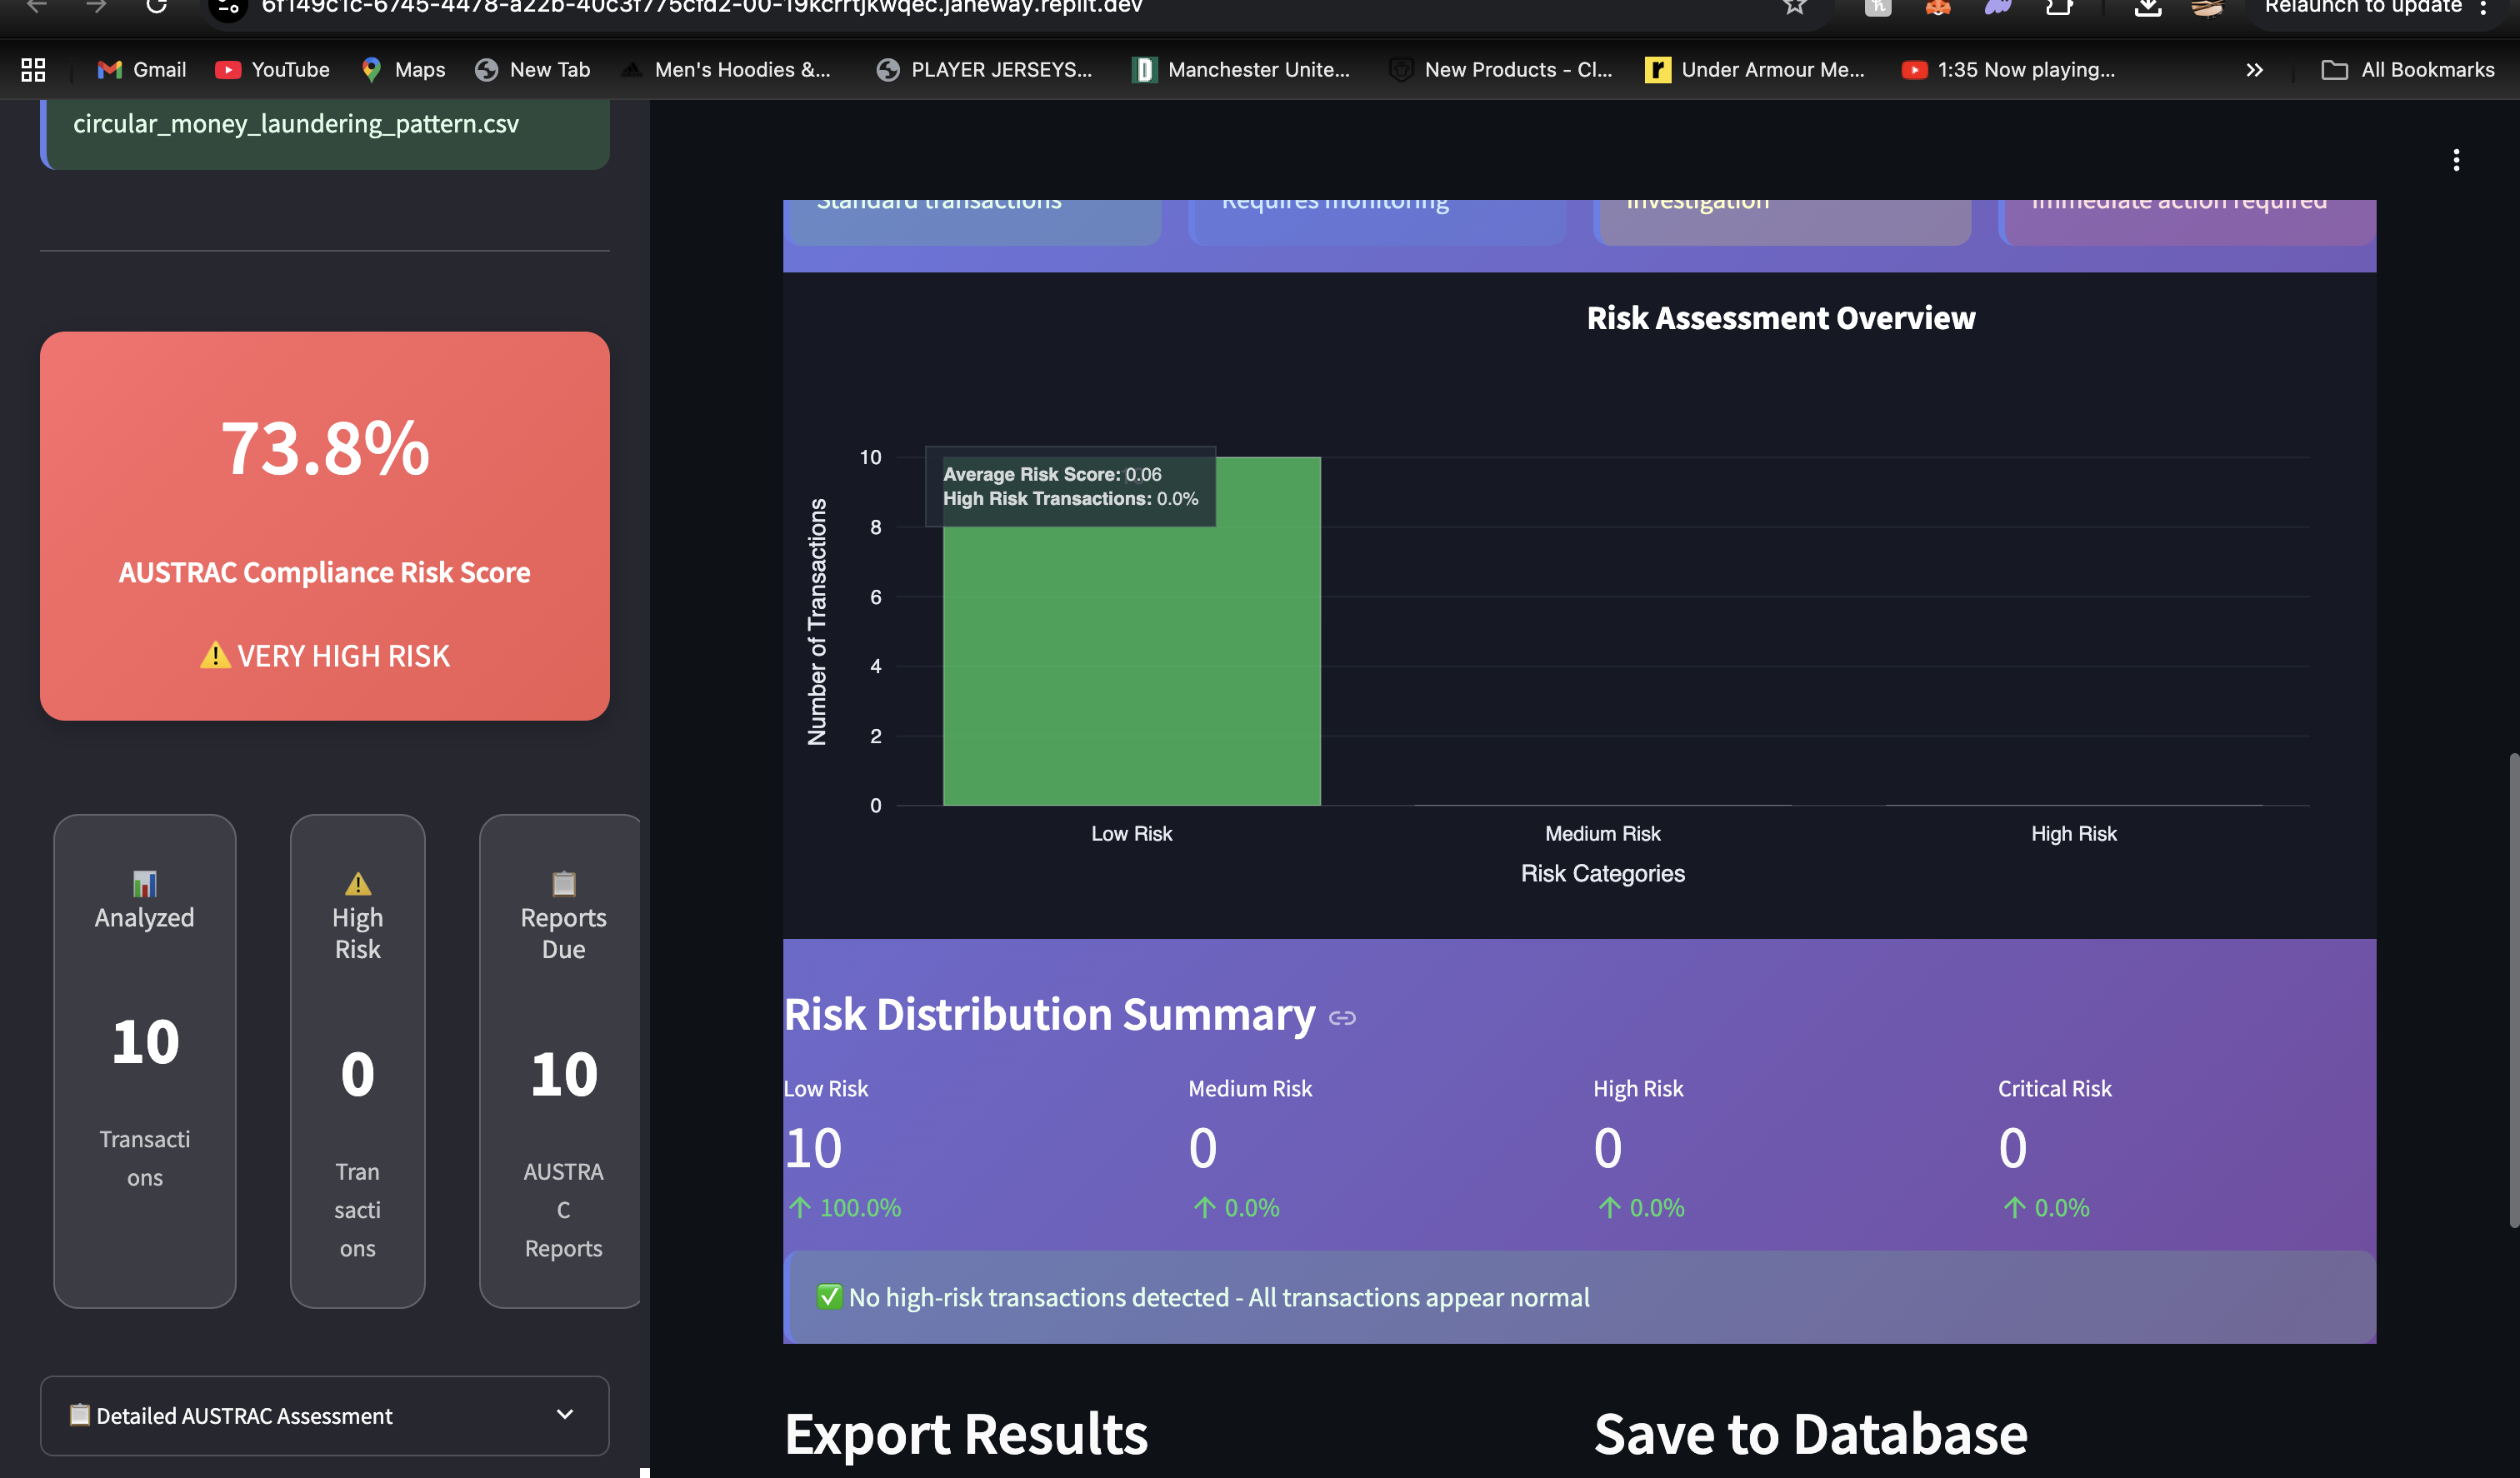 6f149c1c-6745-4478-a22b-40c3f775cfd2-00-19kcrrtjkwqec.janeway.replit.dev
Relaunch to update
Gmail
YouTube
Maps
New Tab
Men's Hoodies &...
PLAYER JERSEYS...
Manchester Unite...
New Products - Cl...
Under Armour Me...
1:35 Now playing...
All Bookmarks
circular_money_laundering_pattern.csv
73.8%
AUSTRAC Compliance Risk Score
⚠️ VERY HIGH RISK
Analyzed
10
Transacti
ons
High
Risk
0
Tran
sacti
ons
Reports
Due
10
AUSTRA
C
Reports
Detailed AUSTRAC Assessment
Standard transactions
Requires monitoring
investigation
Immediate action required
Risk Assessment Overview
Number of Transactions
10
8
6
4
2
0
Average Risk Score: 0.06
High Risk Transactions: 0.0%
Low Risk
Medium Risk
High Risk
Risk Categories
Risk Distribution Summary
Low Risk
10
↑ 100.0%
Medium Risk
0
↑ 0.0%
High Risk
0
↑ 0.0%
Critical Risk
0
↑ 0.0%
✅ No high-risk transactions detected - All transactions appear normal
Export Results
Save to Database